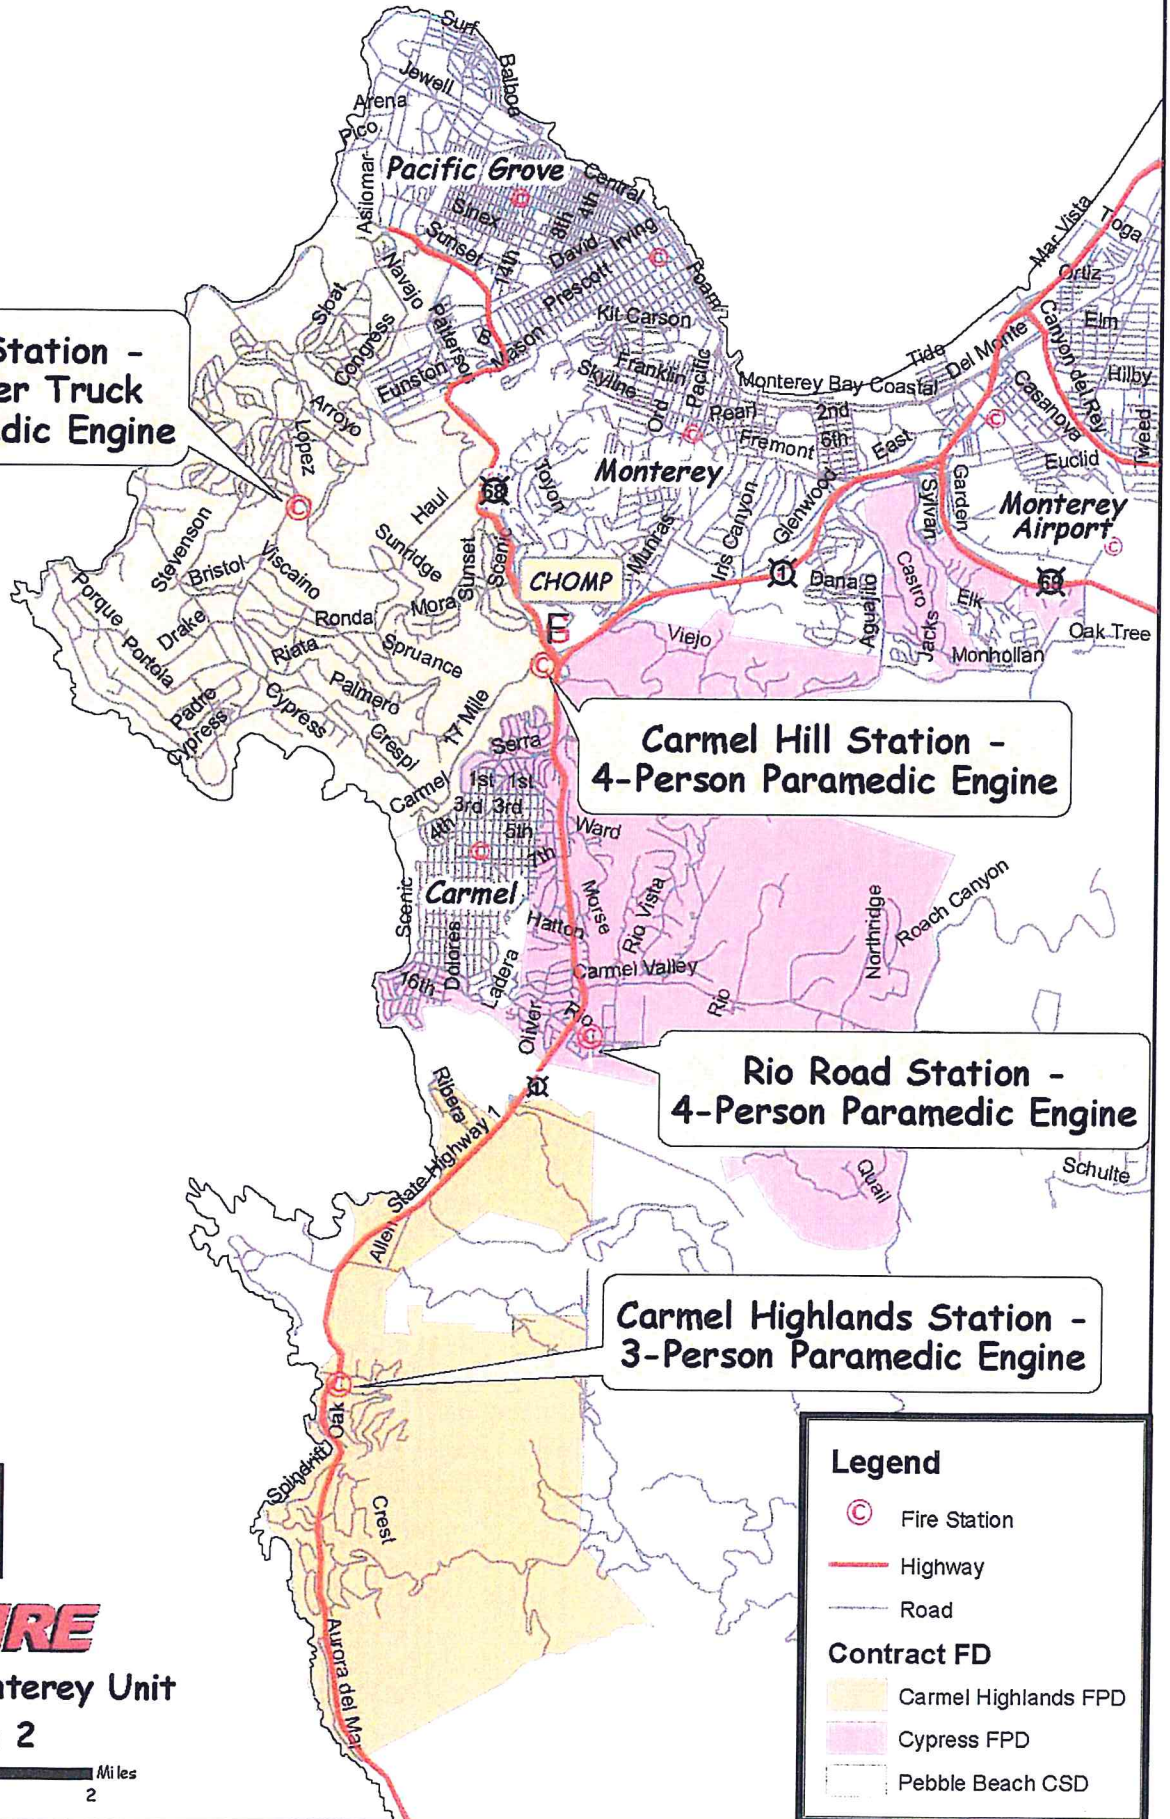 Surf
Balboa
Jewell
Arena
Pico
Asilomar
Pacific Grove
Central
Sinex
8th
4th
Sunset
14th
David
Irving
Prescott
Foam
Navajo
Sloat
Congress
Patterson
B
Mason
Kit Carson
Funston
Franklin
Skyline
Ord
Pacific
Arroyo
Lopez
Mar Vista
Toga
Ortiz
Elm
Canyon del Rey
Hilby
Tide
Del Monte
Monterey Bay Coastal
Casanova
Pearl
2nd
Fremont
6th
East
Euclid
Tweed
Station -
er Truck
dic Engine
68
Toyon
Monterey
Haul
Glenwood
Garden
Sylvan
Monterey
Airport
Stevenson
Sunridge
Sunset
Scenic
Munras
Iris Canyon
Bristol
Viscaino
CHOMP
1
Dana
Aguajito
Castro
Jacks
Elk
68
Porque
Portola
Drake
Ronda
Mora
Riata
Spruance
Viejo
Oak Tree
Monhollan
Padre
Cypress
Cypress
Palmero
Crespi
17 Mile
Carmel
Serra
Carmel Hill Station -
4-Person Paramedic Engine
1st
1st
3rd
3rd
4th
5th
7th
Ward
Carmel
Scenic
Morse
Rio Vista
Northridge
Roach Canyon
Hatton
Dolores
Ladera
Carmel Valley
16th
Oliver
Rio
Rio
Rio Road Station -
4-Person Paramedic Engine
1
Ribera
State Highway 1
Allen
Quail
Schulte
Carmel Highlands Station -
3-Person Paramedic Engine
Oak
Spindrift
Crest
Aurora del Mar
IRE
nterey Unit
2
Miles
2
Legend
© Fire Station
Highway
Road
Contract FD
Carmel Highlands FPD
Cypress FPD
Pebble Beach CSD